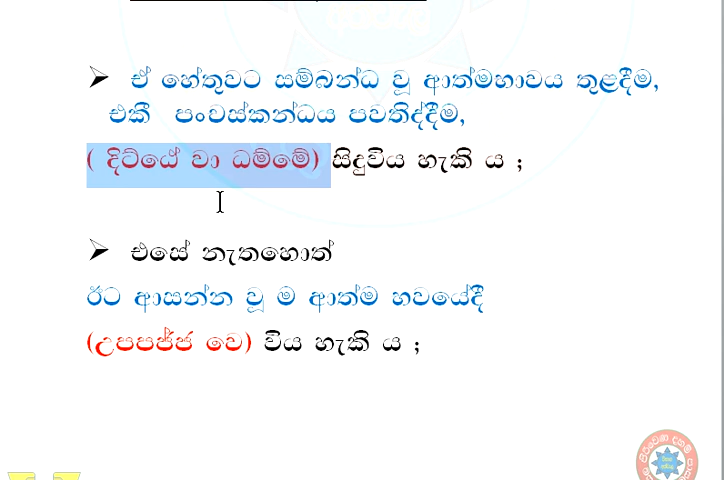 ➢ ඒ හේතුවට සම්බන්ධ වූ ආත්මභාවය තුළදීම,
එකී පංචස්කන්ධය පවතිද්දීම,
( දිට්යේ වා ධම්මේ) සිදුවිය හැකි ය ;
➢ එසේ නැතහොත්
ඊට ආසන්න වූ ම ආත්ම භවයේදී
(උපපජ්ජ වෙ) විය හැකි ය ;